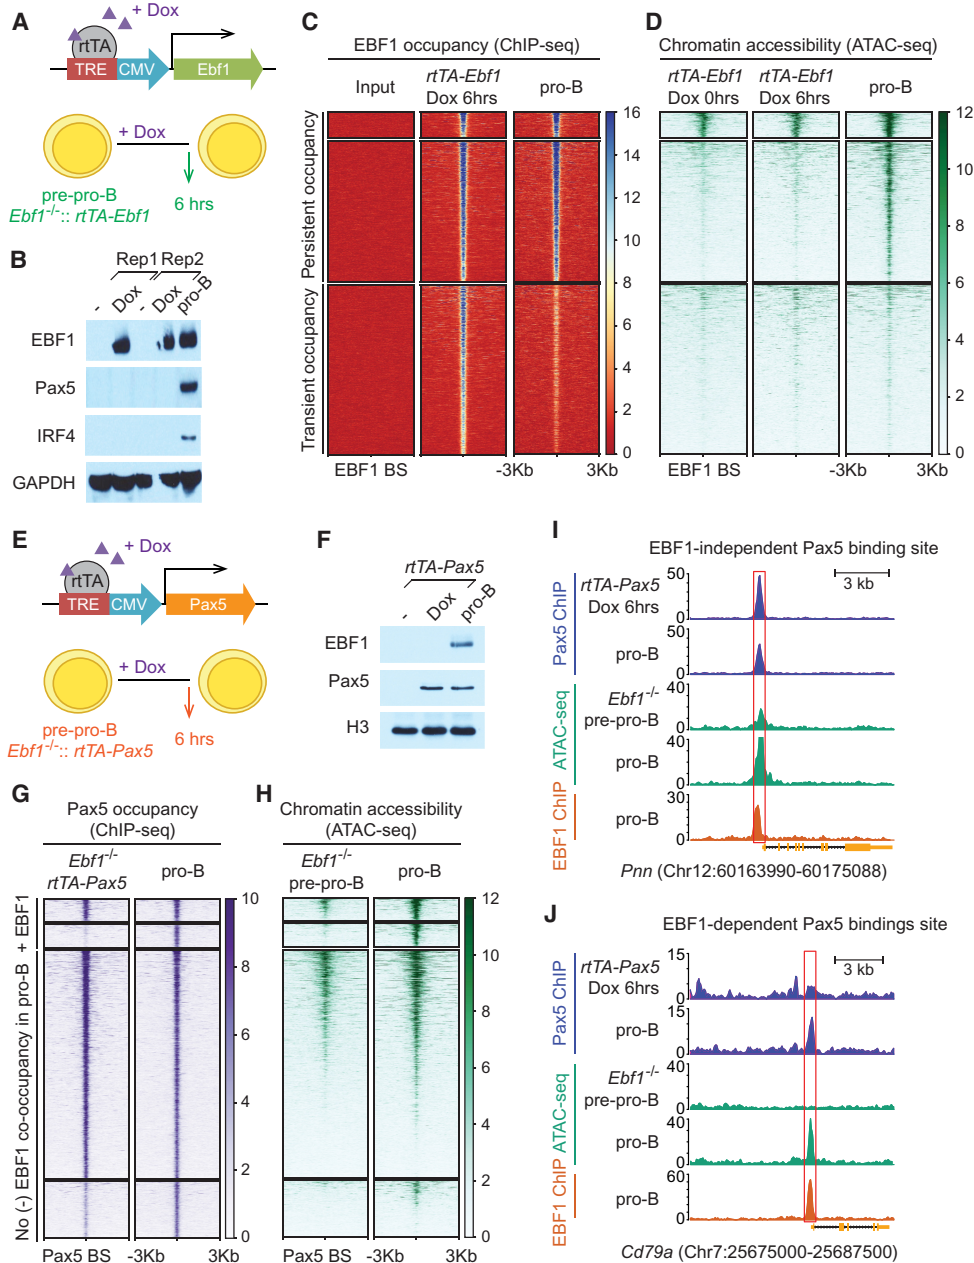 A
+ Dox
rtTA
TRE
CMV
Ebf1
+ Dox
pre-pro-B
Ebf1-/-:: rtTA-Ebf1
6 hrs
B
Rep1
Rep2
-
Dox
-
Dox
pro-B
EBF1
Pax5
IRF4
GAPDH
C
EBF1 occupancy (ChIP-seq)
Input
rtTA-Ebf1
Dox 6hrs
pro-B
Persistent occupancy
Transient occupancy
16
14
12
10
8
6
4
2
0
EBF1 BS
-3Kb
3Kb
D
Chromatin accessibility (ATAC-seq)
rtTA-Ebf1
Dox 0hrs
rtTA-Ebf1
Dox 6hrs
pro-B
12
10
8
6
4
2
0
EBF1 BS
-3Kb
3Kb
E
+ Dox
rtTA
TRE
CMV
Pax5
+ Dox
pre-pro-B
Ebf1-/-:: rtTA-Pax5
6 hrs
F
rtTA-Pax5
-
Dox
pro-B
EBF1
Pax5
H3
G
Pax5 occupancy
(ChIP-seq)
Ebf1-/-
rtTA-Pax5
pro-B
No (-) EBF1 co-occupancy in pro-B + EBF1
10
8
6
4
2
0
Pax5 BS
-3Kb
3Kb
H
Chromatin accessibility
(ATAC-seq)
Ebf1-/-
pre-pro-B
pro-B
12
10
8
6
4
2
0
Pax5 BS
-3Kb
3Kb
I
EBF1-independent Pax5 binding site
3 kb
Pax5 ChIP
ATAC-seq
EBF1 ChIP
rtTA-Pax5
Dox 6hrs
50
0
pro-B
50
0
Ebf1-/-
pre-pro-B
40
0
pro-B
40
0
pro-B
30
0
Pnn (Chr12:60163990-60175088)
J
EBF1-dependent Pax5 bindings site
3 kb
Pax5 ChIP
ATAC-seq
EBF1 ChIP
rtTA-Pax5
Dox 6hrs
15
0
pro-B
15
0
Ebf1-/-
pre-pro-B
40
0
pro-B
40
0
pro-B
60
0
Cd79a (Chr7:25675000-25687500)